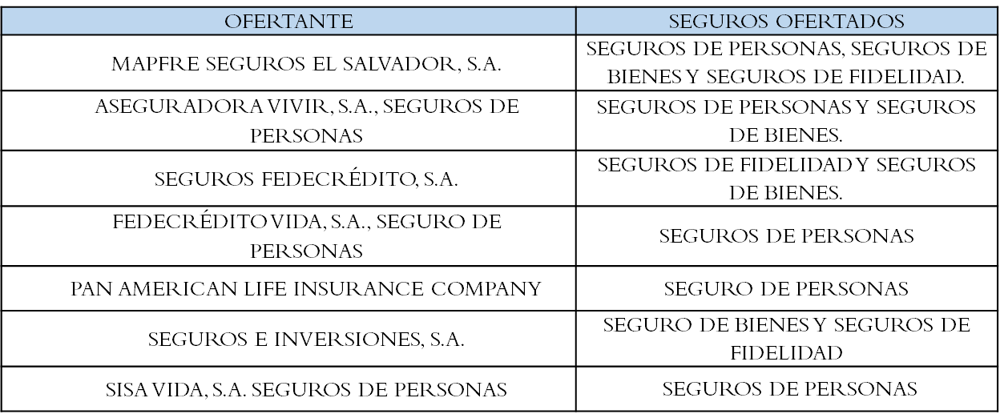 OFERTANTE
SEGUROS OFERTADOS
MAPFRE SEGUROS EL SALVADOR, S.A.
SEGUROS DE PERSONAS, SEGUROS DE
BIENES Y SEGUROS DE FIDELIDAD.
ASEGURADORA VIVIR, S.A., SEGUROS DE
PERSONAS
SEGUROS DE PERSONAS Y SEGUROS
DE BIENES.
SEGUROS FEDECRÉDITO, S.A.
SEGUROS DE FIDELIDAD Y SEGUROS
DE BIENES.
FEDECRÉDITO VIDA, S.A., SEGURO DE
PERSONAS
SEGUROS DE PERSONAS
PAN AMERICAN LIFE INSURANCE COMPANY
SEGURO DE PERSONAS
SEGUROS E INVERSIONES, S.A.
SEGURO DE BIENES Y SEGUROS DE
FIDELIDAD
SISA VIDA, S.A. SEGUROS DE PERSONAS
SEGUROS DE PERSONAS